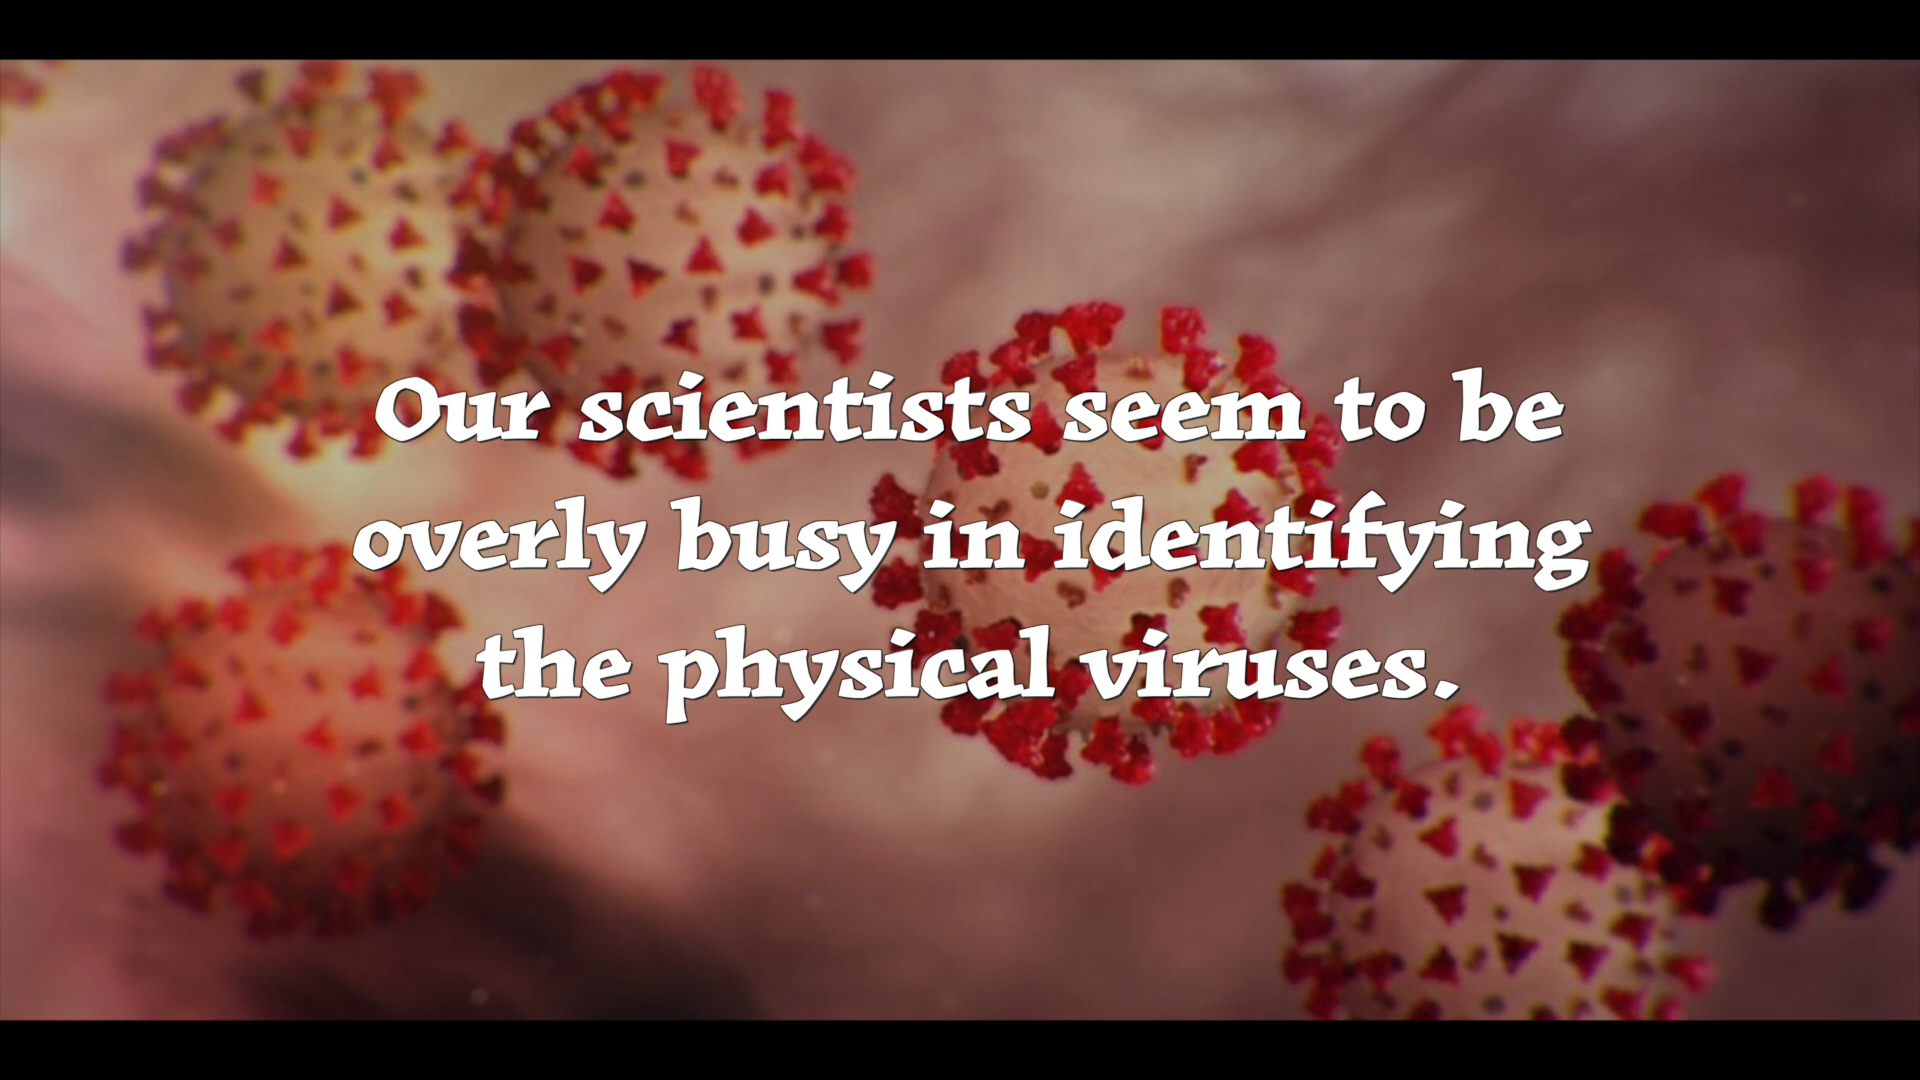 Our scientists seem to be
overly busy in identifying
the physical viruses.